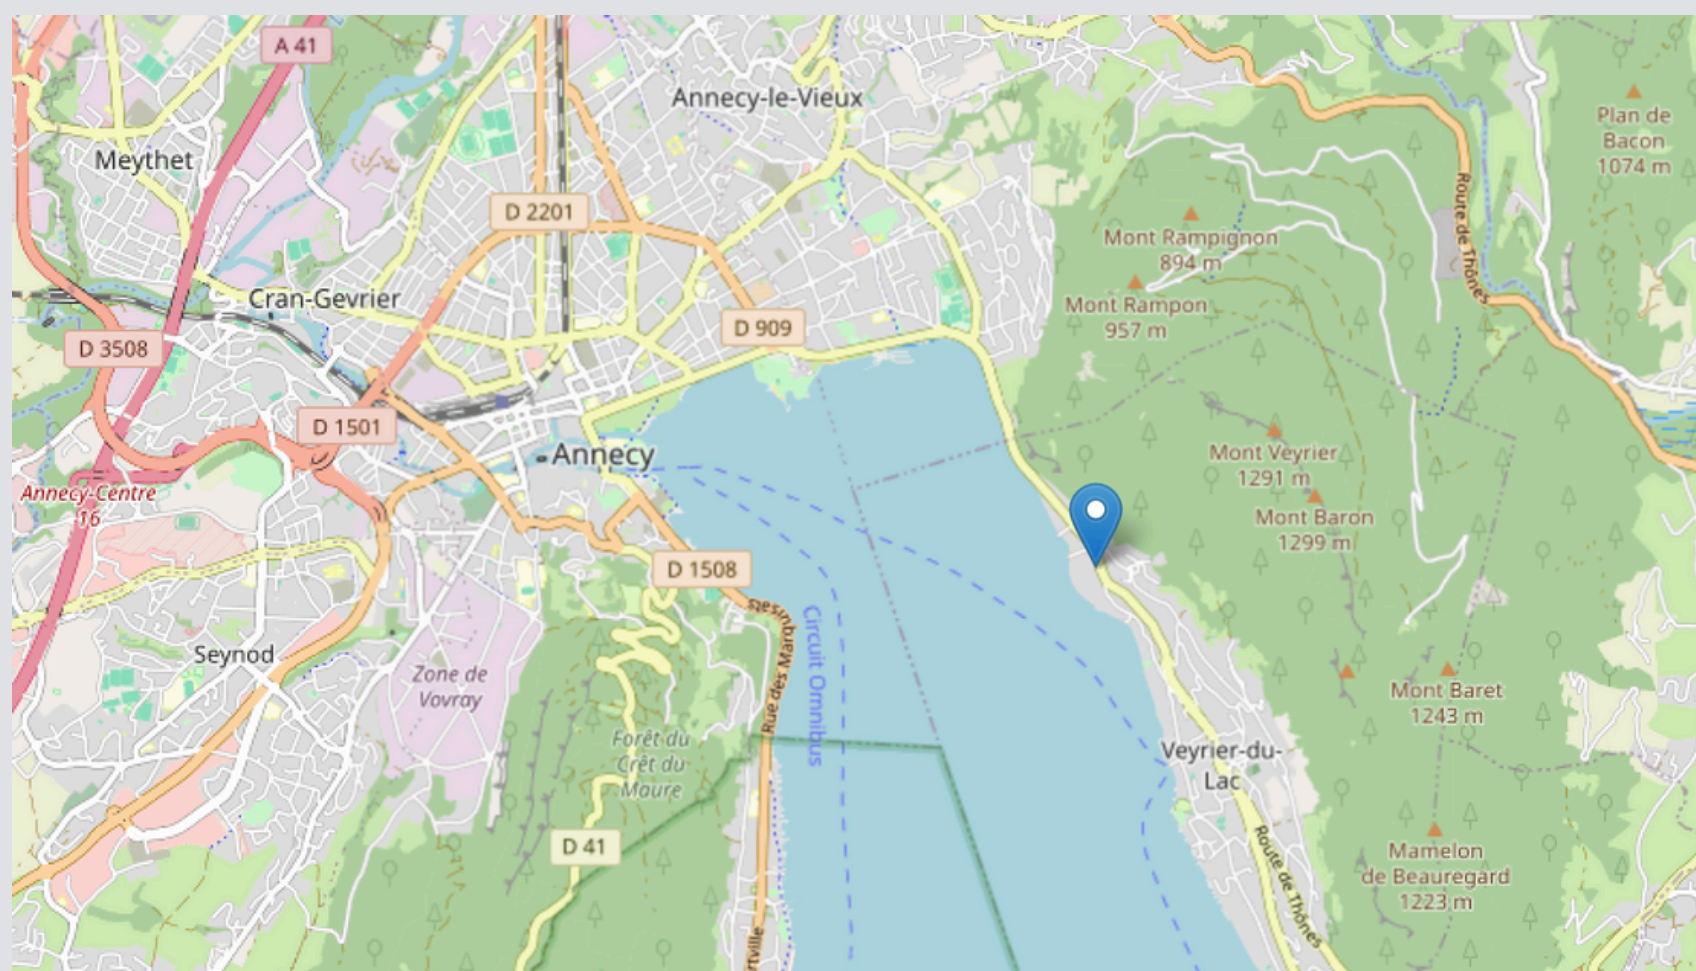 A 41
Annecy-le-Vieux
Plan de
Bacon
1074 m
Meythet
D 2201
Route de Thônes
Mont Rampignon
894 m
Cran-Gevrier
Mont Rampon
957 m
D 909
D 3508
D 1501
Annecy
Mont Veyrier
1291 m
Annecy-Centre
16
Mont Baron
1299 m
D 1508
Rue des Marquisats
Circuit Omnibus
Seynod
Zone de
Vovray
Mont Baret
1243 m
Forêt du
Crêt du
Maure
Veyrier-du-
Lac
D 41
Route de Thônes
Mamelon
de Beauregard
1223 m
rtville